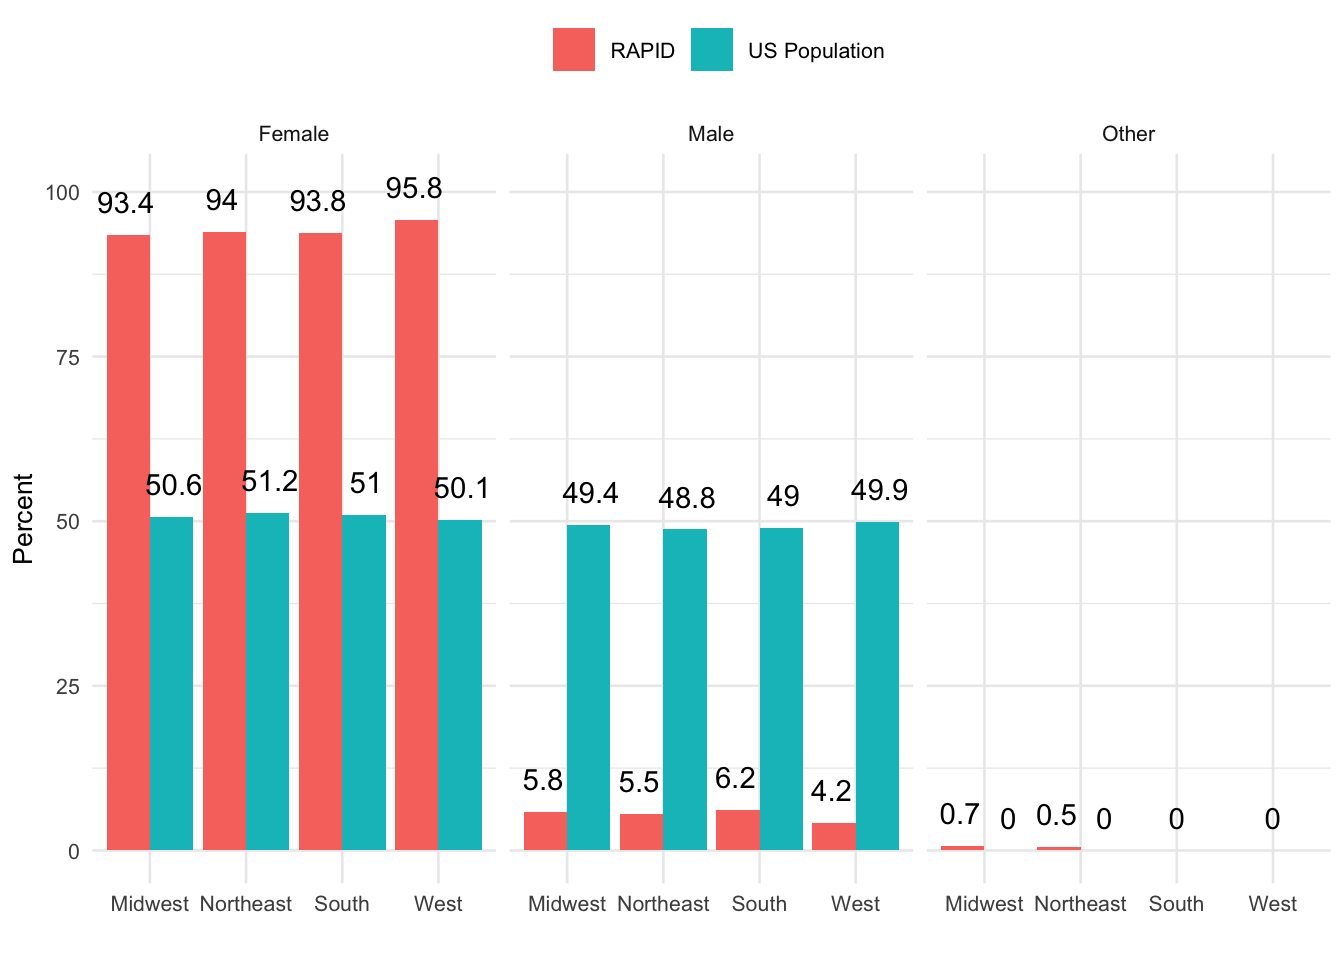 RAPID US Population
Female Male Other
100
75
50
25
0
Percent
93.4 94 93.8 95.8
50.6 51.2 51 50.1
49.4 48.8 49 49.9
5.8 5.5 6.2 4.2
0.7 0 0.5 0 0 0
Midwest Northeast South West Midwest Northeast South West Midwest Northeast South West